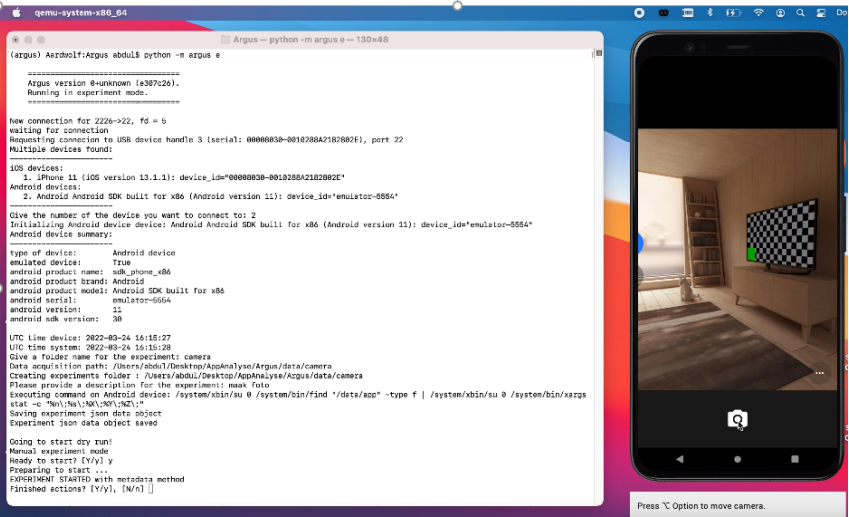 qemu-system-x86_64
Do
Argus — python -m argus e — 130×48
(argus) Aardwolf:Argus abdul$ python -m argus e
==================================
Argus version 0+unknown (e307c26).
Running in experiment mode.
==================================
New connection for 2226->22, fd = 5
waiting for connection
Requesting connecion to USB device handle 3 (serial: 00008030-0010288A2182802E), port 22
Multiple devices found:
-----------------------
iOS devices:
1. iPhone 11 (iOS version 13.1.1): device_id="00008030-0010288A2182802E"
Android devices:
2. Android Android SDK built for x86 (Android version 11): device_id="emulator-5554"
-----------------------
Give the number of the device you want to connect to: 2
Initializing Android device: Android Android SDK built for x86 (Android version 11): device_id="emulator-5554"
Android device summary:
-----------------------
type of device: Android device
emulated device: True
android product name: sdk_phone_x86
android product brand: Android
android product model: Android SDK built for x86
android serial: emulator-5554
android version: 11
android sdk version: 30
UTC time device: 2022-03-24 16:15:27
UTC time system: 2022-03-24 16:15:28
Give a folder name for the experiment: camera
Data acquisition path: /Users/abdul/Desktop/AppAnalyse/Argus/data/camera
Creating experiments folder : /Users/abdul/Desktop/AppAnalyse/Argus/data/camera
Please provide a description for the experiment: maak foto
Executing command on Android device: /system/xbin/su 0 /system/bin/find "/data/app" -type f | /system/xbin/su 0 /system/bin/xargs
stat -c "%n\;%s\;%X\;%Y\;%Z\;"
Saving experiment json data object
Experiment json data object saved
Going to start dry run!
Manual experiment mode
Ready to start? [Y/y] y
Preparing to start ...
EXPERIMENT STARTED with metadata method
Finished actions? [Y/y], [N/n]
Press ⌥ Option to move camera.